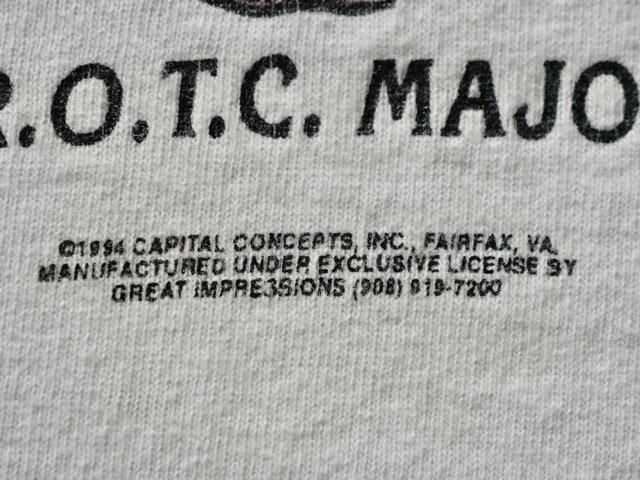 R.O.T.C. MAJO
©1994 CAPITAL CONCEPTS, INC., FAIRFAX, VA.
MANUFACTURED UNDER EXCLUSIVE LICENSE BY
GREAT IMPRESSIONS (908) 919-7200